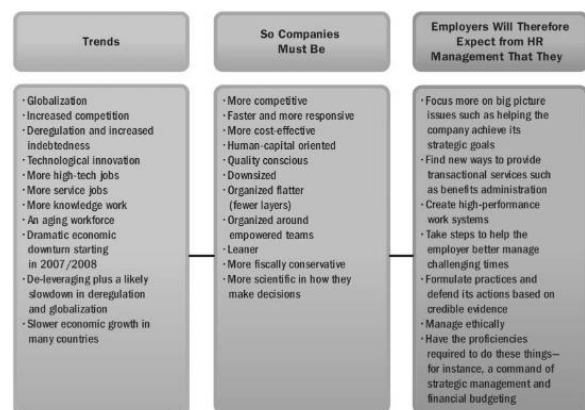 Trends
· Globalization
· Increased competition
· Deregulation and increased
indebtedness
· Technological innovation
· More high-tech jobs
· More service jobs
· More knowledge work
· An aging workforce
· Dramatic economic
downturn starting
in 2007/2008
· De-leveraging plus a likely
slowdown in deregulation
and globalization
· Slower economic growth in
many countries
So Companies
Must Be
· More competitive
· Faster and more responsive
· More cost-effective
· Human-capital oriented
· Quality conscious
· Downsized
· Organized flatter
(fewer layers)
· Organized around
empowered teams
· Leaner
· More fiscally conservative
· More scientific in how they
make decisions
Employers Will Therefore
Expect from HR
Management That They
· Focus more on big picture
issues such as helping the
company achieve its
strategic goals
· Find new ways to provide
transactional services such
as benefits administration
· Create high-performance
work systems
· Take steps to help the
employer better manage
challenging times
· Formulate practices and
defend its actions based on
credible evidence
· Manage ethically
· Have the proficiencies
required to do these things—
for instance, a command of
strategic management and
financial budgeting